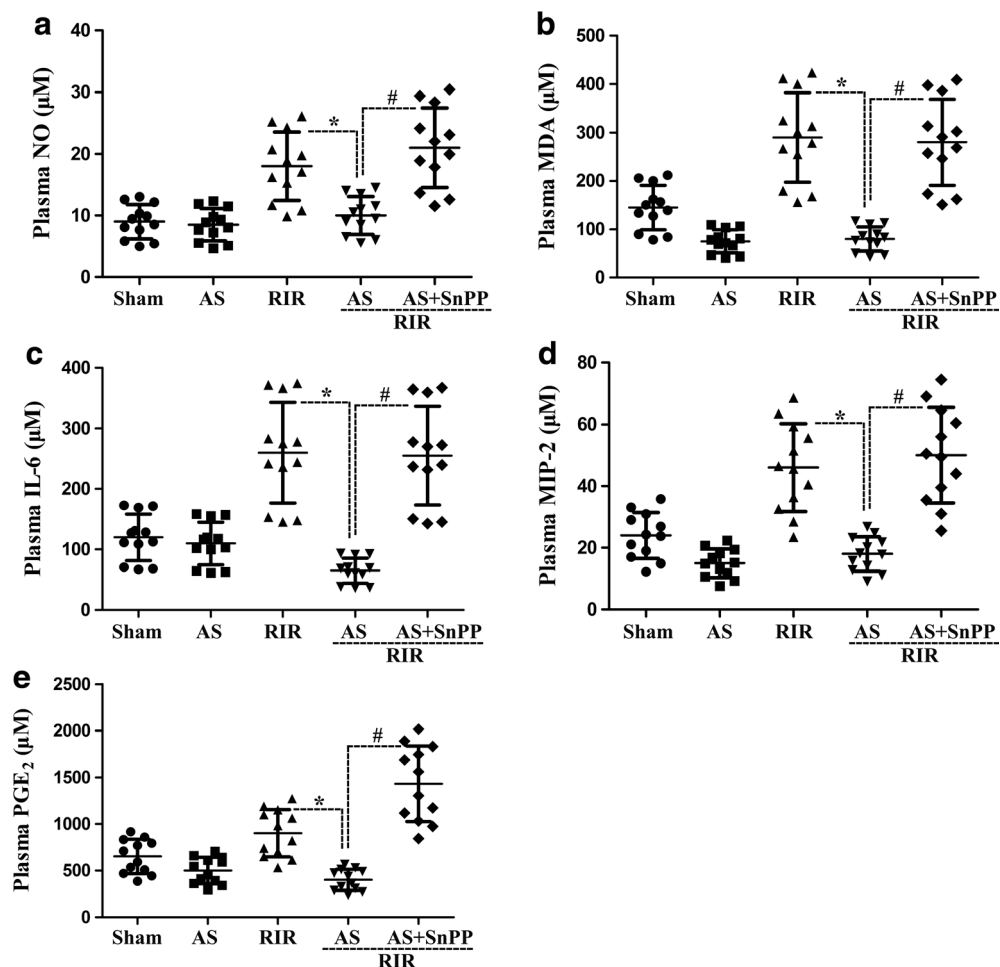 a
Plasma NO (µM)
40
30
20
10
0
*
#
Sham AS RIR AS AS+SnPP
RIR
b
Plasma MDA (µM)
500
400
300
200
100
0
*
#
Sham AS RIR AS AS+SnPP
RIR
c
Plasma IL-6 (µM)
400
300
200
100
0
*
#
Sham AS RIR AS AS+SnPP
RIR
d
Plasma MIP-2 (µM)
80
60
40
20
0
*
#
Sham AS RIR AS AS+SnPP
RIR
e
Plasma PGE₂ (µM)
2500
2000
1500
1000
500
0
*
#
Sham AS RIR AS AS+SnPP
RIR